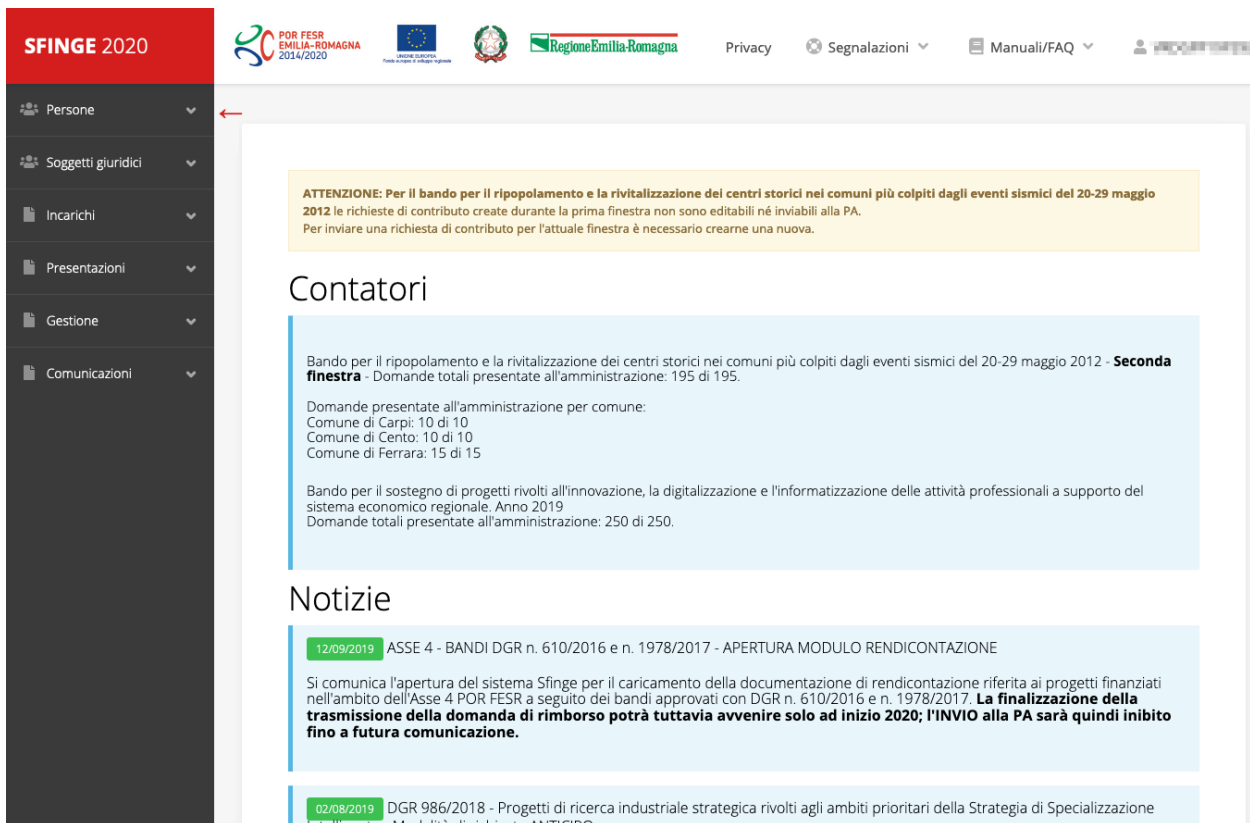 SFINGE 2020
POR FESR
EMILIA-ROMAGNA
2014/2020
UNIONE EUROPEA
Fondo europeo di sviluppo regionale
RegioneEmilia-Romagna
Privacy
Segnalazioni
Manuali/FAQ
Persone
Soggetti giuridici
Incarichi
Presentazioni
Gestione
Comunicazioni
ATTENZIONE: Per il bando per il ripopolamento e la rivitalizzazione dei centri storici nei comuni più colpiti dagli eventi sismici del 20-29 maggio
2012 le richieste di contributo create durante la prima finestra non sono editabili né inviabili alla PA.
Per inviare una richiesta di contributo per l'attuale finestra è necessario crearne una nuova.
Contatori
Bando per il ripopolamento e la rivitalizzazione dei centri storici nei comuni più colpiti dagli eventi sismici del 20-29 maggio 2012 - Seconda
finestra - Domande totali presentate all'amministrazione: 195 di 195.
Domande presentate all'amministrazione per comune:
Comune di Carpi: 10 di 10
Comune di Cento: 10 di 10
Comune di Ferrara: 15 di 15
Bando per il sostegno di progetti rivolti all'innovazione, la digitalizzazione e l'informatizzazione delle attività professionali a supporto del
sistema economico regionale. Anno 2019
Domande totali presentate all'amministrazione: 250 di 250.
Notizie
12/09/2019 ASSE 4 - BANDI DGR n. 610/2016 e n. 1978/2017 - APERTURA MODULO RENDICONTAZIONE
Si comunica l'apertura del sistema Sfinge per il caricamento della documentazione di rendicontazione riferita ai progetti finanziati
nell'ambito dell'Asse 4 POR FESR a seguito dei bandi approvati con DGR n. 610/2016 e n. 1978/2017. La finalizzazione della
trasmissione della domanda di rimborso potrà tuttavia avvenire solo ad inizio 2020; l'INVIO alla PA sarà quindi inibito
fino a futura comunicazione.
02/08/2019 DGR 986/2018 - Progetti di ricerca industriale strategica rivolti agli ambiti prioritari della Strategia di Specializzazione